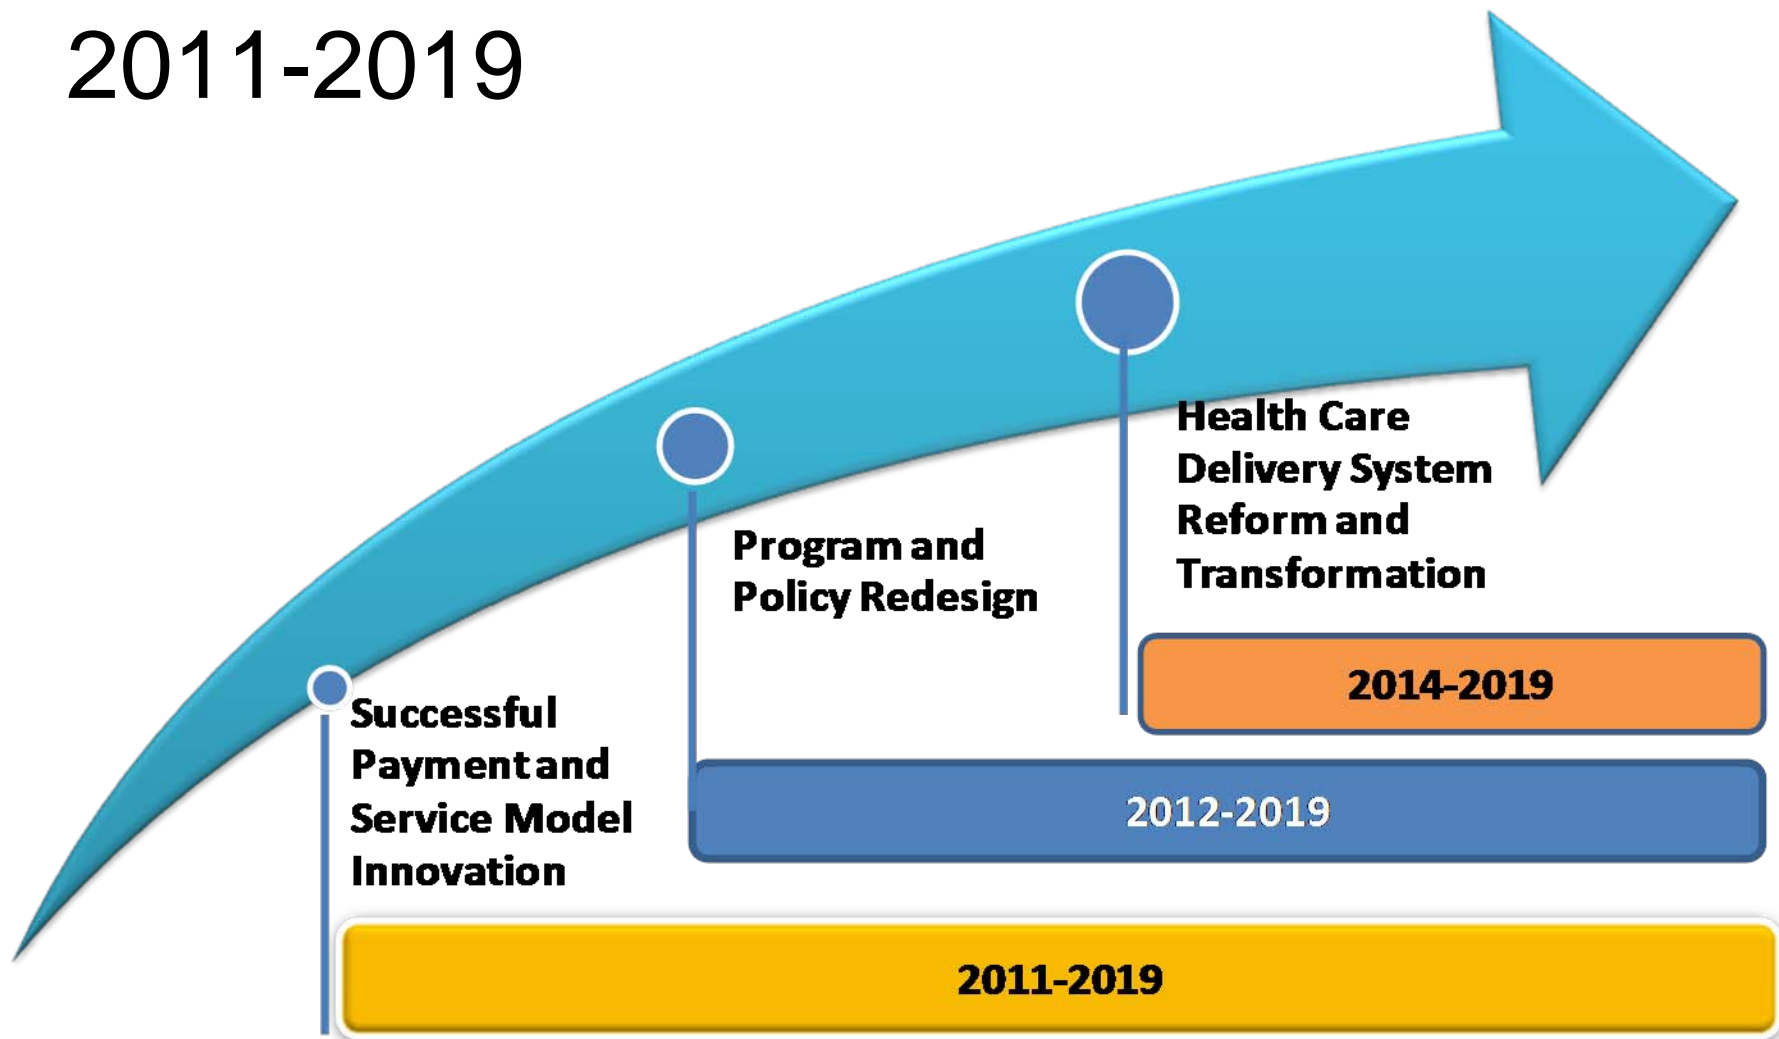 2011-2019
Health Care
Delivery System
Reform and
Transformation
Program and
Policy Redesign
2014-2019
Successful
Payment and
Service Model
Innovation
2012-2019
2011-2019